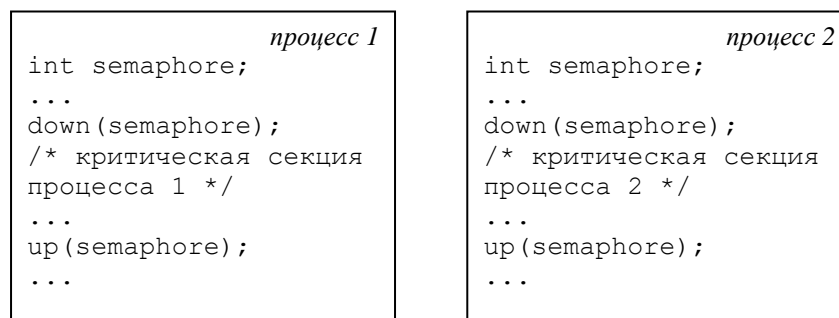 процесс 1
int semaphore;
...
down(semaphore);
/* критическая секция
процесса 1 */
...
up(semaphore);
...
процесс 2
int semaphore;
...
down(semaphore);
/* критическая секция
процесса 2 */
...
up(semaphore);
...